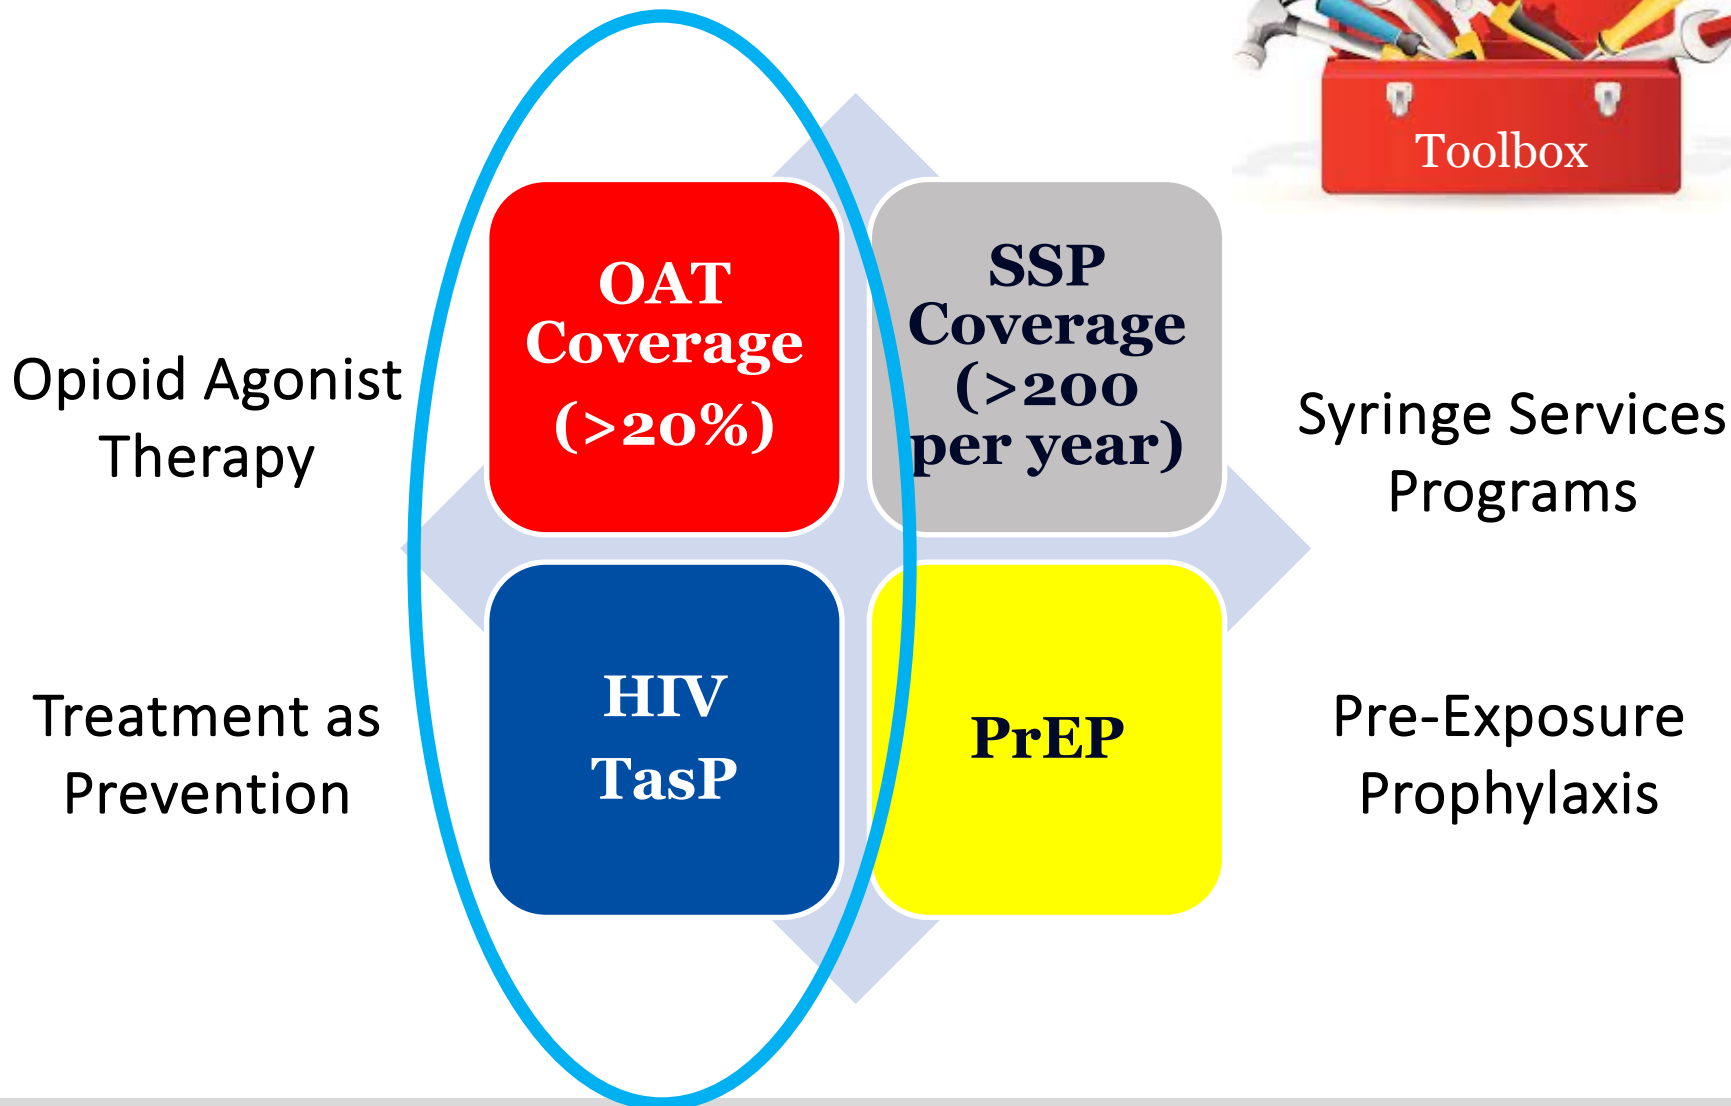 Toolbox
OAT
Coverage
(>20%)
SSP
Coverage
(>200
per year)
Opioid Agonist
Therapy
Syringe Services
Programs
HIV
TasP
PrEP
Treatment as
Prevention
Pre-Exposure
Prophylaxis